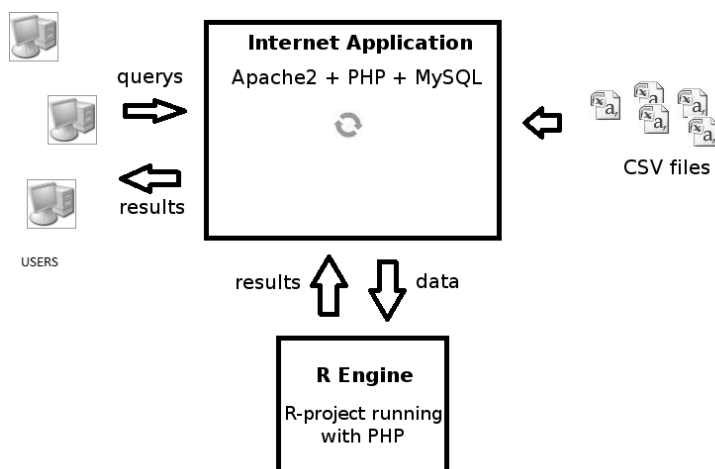 Internet Application
Apache2 + PHP + MySQL
querys
results
USERS
CSV files
results
data
R Engine
R-project running
with PHP